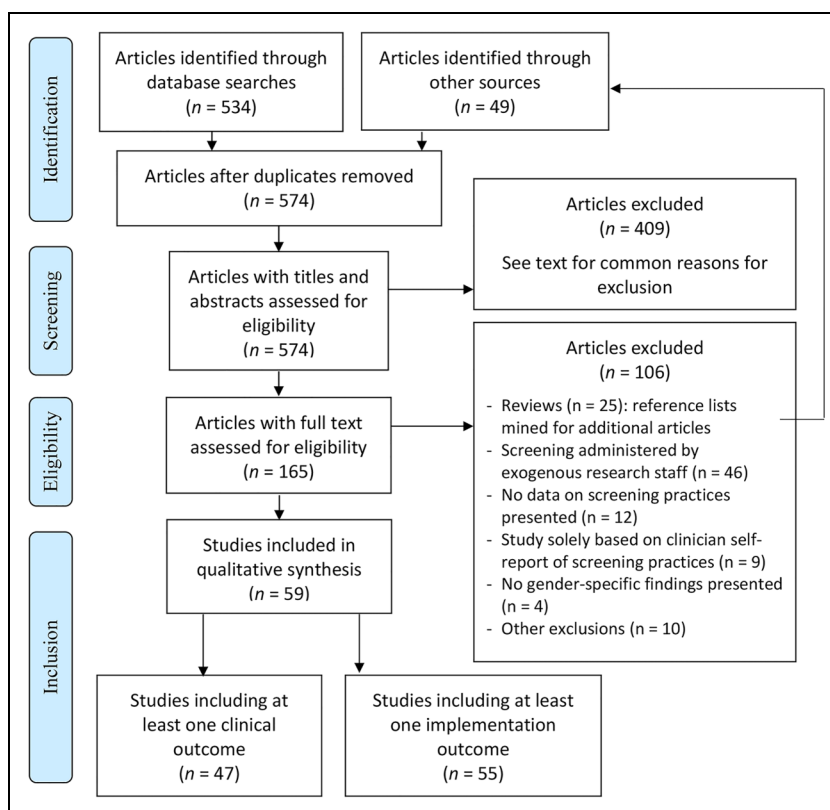 Identification
Articles identified through
database searches
(n = 534)
Articles identified through
other sources
(n = 49)
Articles after duplicates removed
(n = 574)
Screening
Articles with titles and
abstracts assessed for
eligibility
(n = 574)
Articles excluded
(n = 409)
See text for common reasons for
exclusion
Eligibility
Articles with full text
assessed for eligibility
(n = 165)
Articles excluded
(n = 106)
- Reviews (n = 25): reference lists
mined for additional articles
- Screening administered by
exogenous research staff (n = 46)
- No data on screening practices
presented (n = 12)
- Study solely based on clinician self-
report of screening practices (n = 9)
- No gender-specific findings presented
(n = 4)
- Other exclusions (n = 10)
Inclusion
Studies included in
qualitative synthesis
(n = 59)
Studies including at
least one clinical
outcome
(n = 47)
Studies including at least
one implementation
outcome
(n = 55)